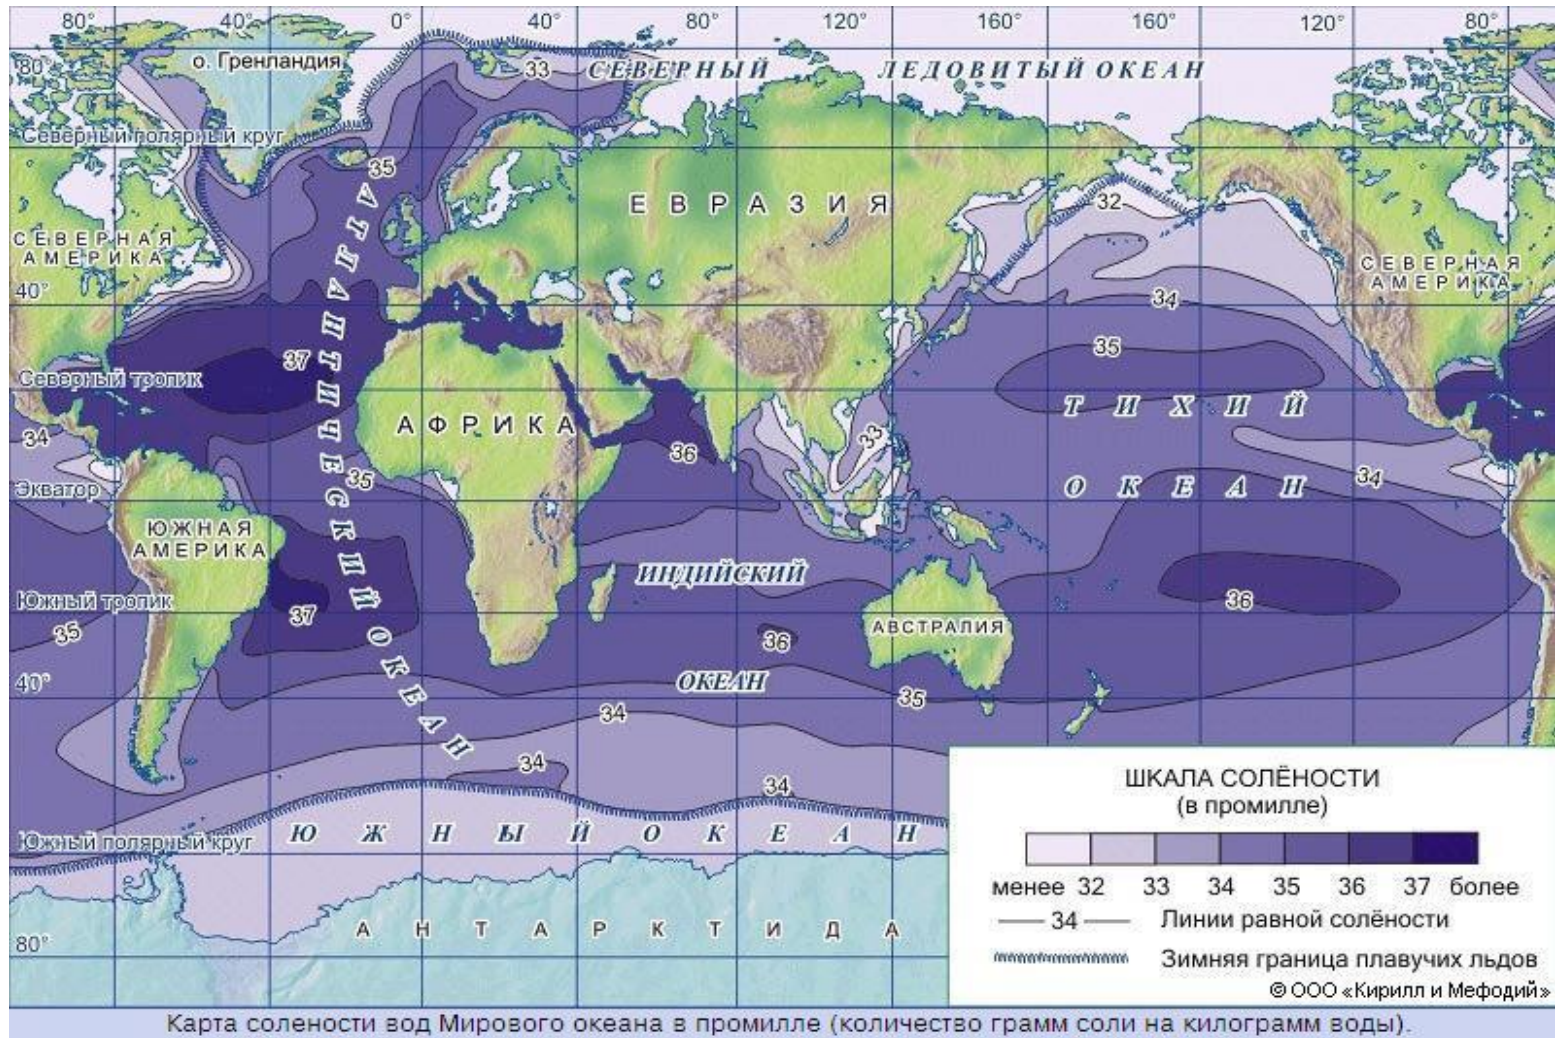 80° 40° 0° 40° 80° 120° 160° 160° 120° 80°
о. Гренландия
80°
33
СЕВЕРНЫЙ ЛЕДОВИТЫЙ ОКЕАН
Северный полярный круг
35
32
ЕВРАЗИЯ
СЕВЕРНАЯ
АМЕРИКА
СЕВЕРНАЯ
АМЕРИКА
40°
34
35
37
Северный тропик
АТЛАНТИЧЕСКИЙ ОКЕАН
АФРИКА
ТИХИЙ
ОКЕАН
34
33
36
35
34
Экватор
ЮЖНАЯ
АМЕРИКА
ИНДИЙСКИЙ
ОКЕАН
Южный тропик
37
36
35
36
АВСТРАЛИЯ
40°
35
34
34
34
ЮЖНЫЙ ОКЕАН
Южный полярный круг
АНТАРКТИДА
80°
ШКАЛА СОЛЁНОСТИ
(в промилле)
менее 32 33 34 35 36 37 более
34 Линии равной солёности
Зимняя граница плавучих льдов
© ООО «Кирилл и Мефодий»
Карта солености вод Мирового океана в промилле (количество грамм соли на килограмм воды).